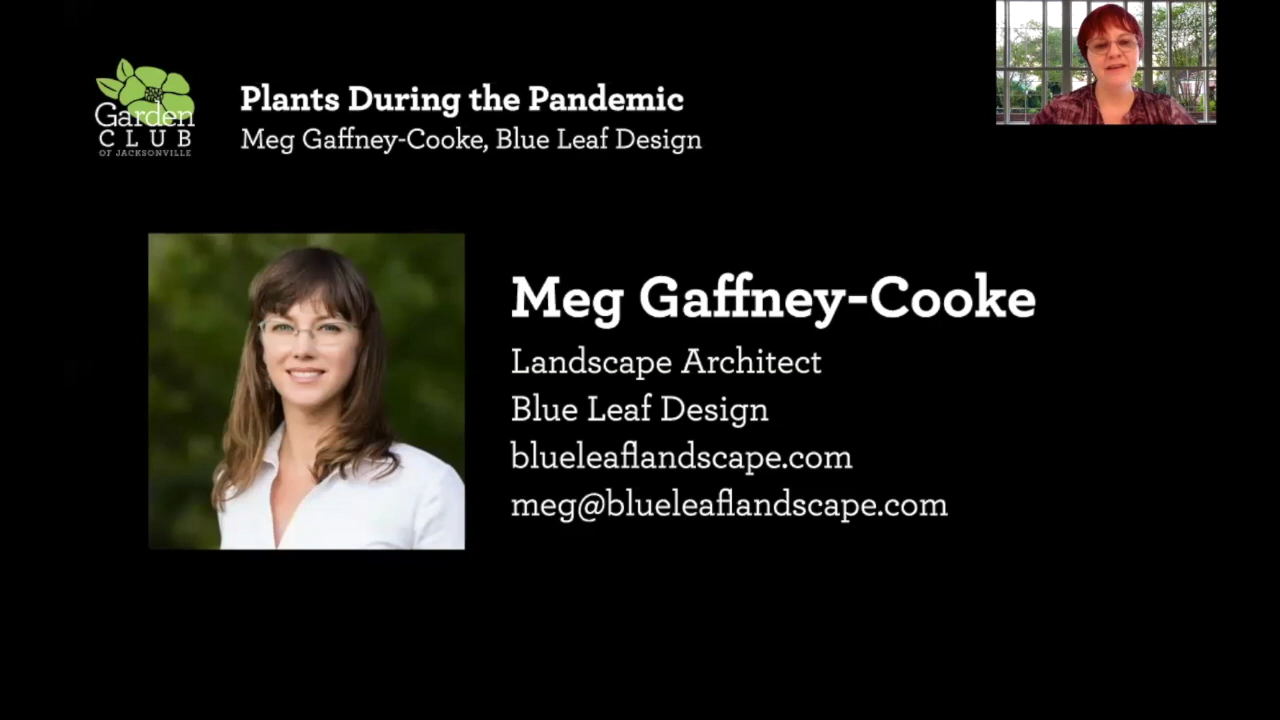 Garden
CLUB
OF JACKSONVILLE
Plants During the Pandemic
Meg Gaffney-Cooke, Blue Leaf Design
Meg Gaffney-Cooke
Landscape Architect
Blue Leaf Design
blueleaflandscape.com
meg@blueleaflandscape.com